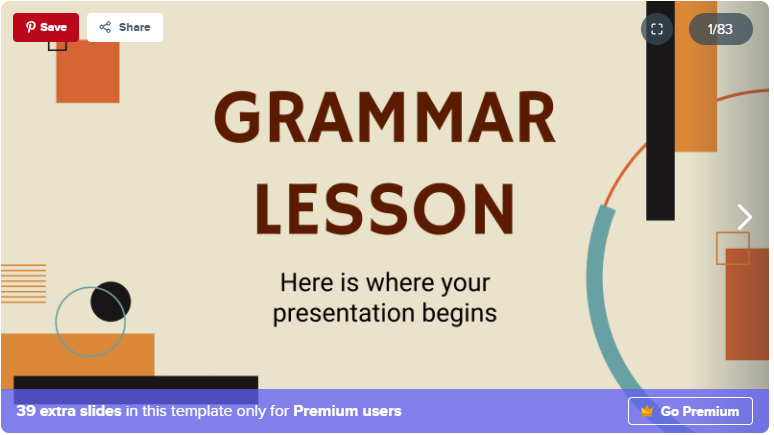 Save
Share
1/83
GRAMMAR
LESSON
Here is where your
presentation begins
39 extra slides in this template only for Premium users
Go Premium